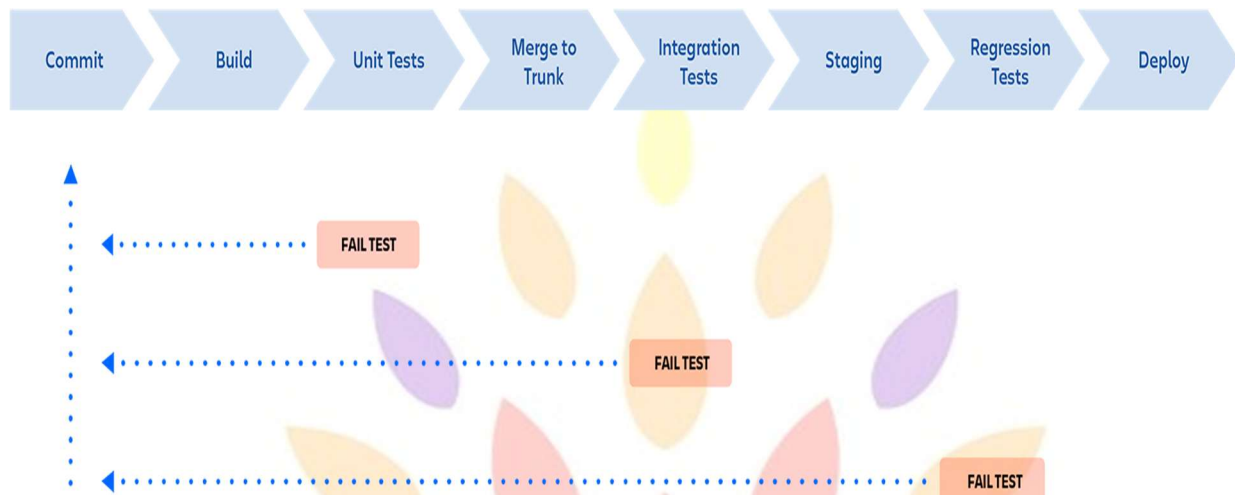 Commit
Build
Unit Tests
Merge to
Trunk
Integration
Tests
Staging
Regression
Tests
Deploy
FAIL TEST
FAIL TEST
FAIL TEST